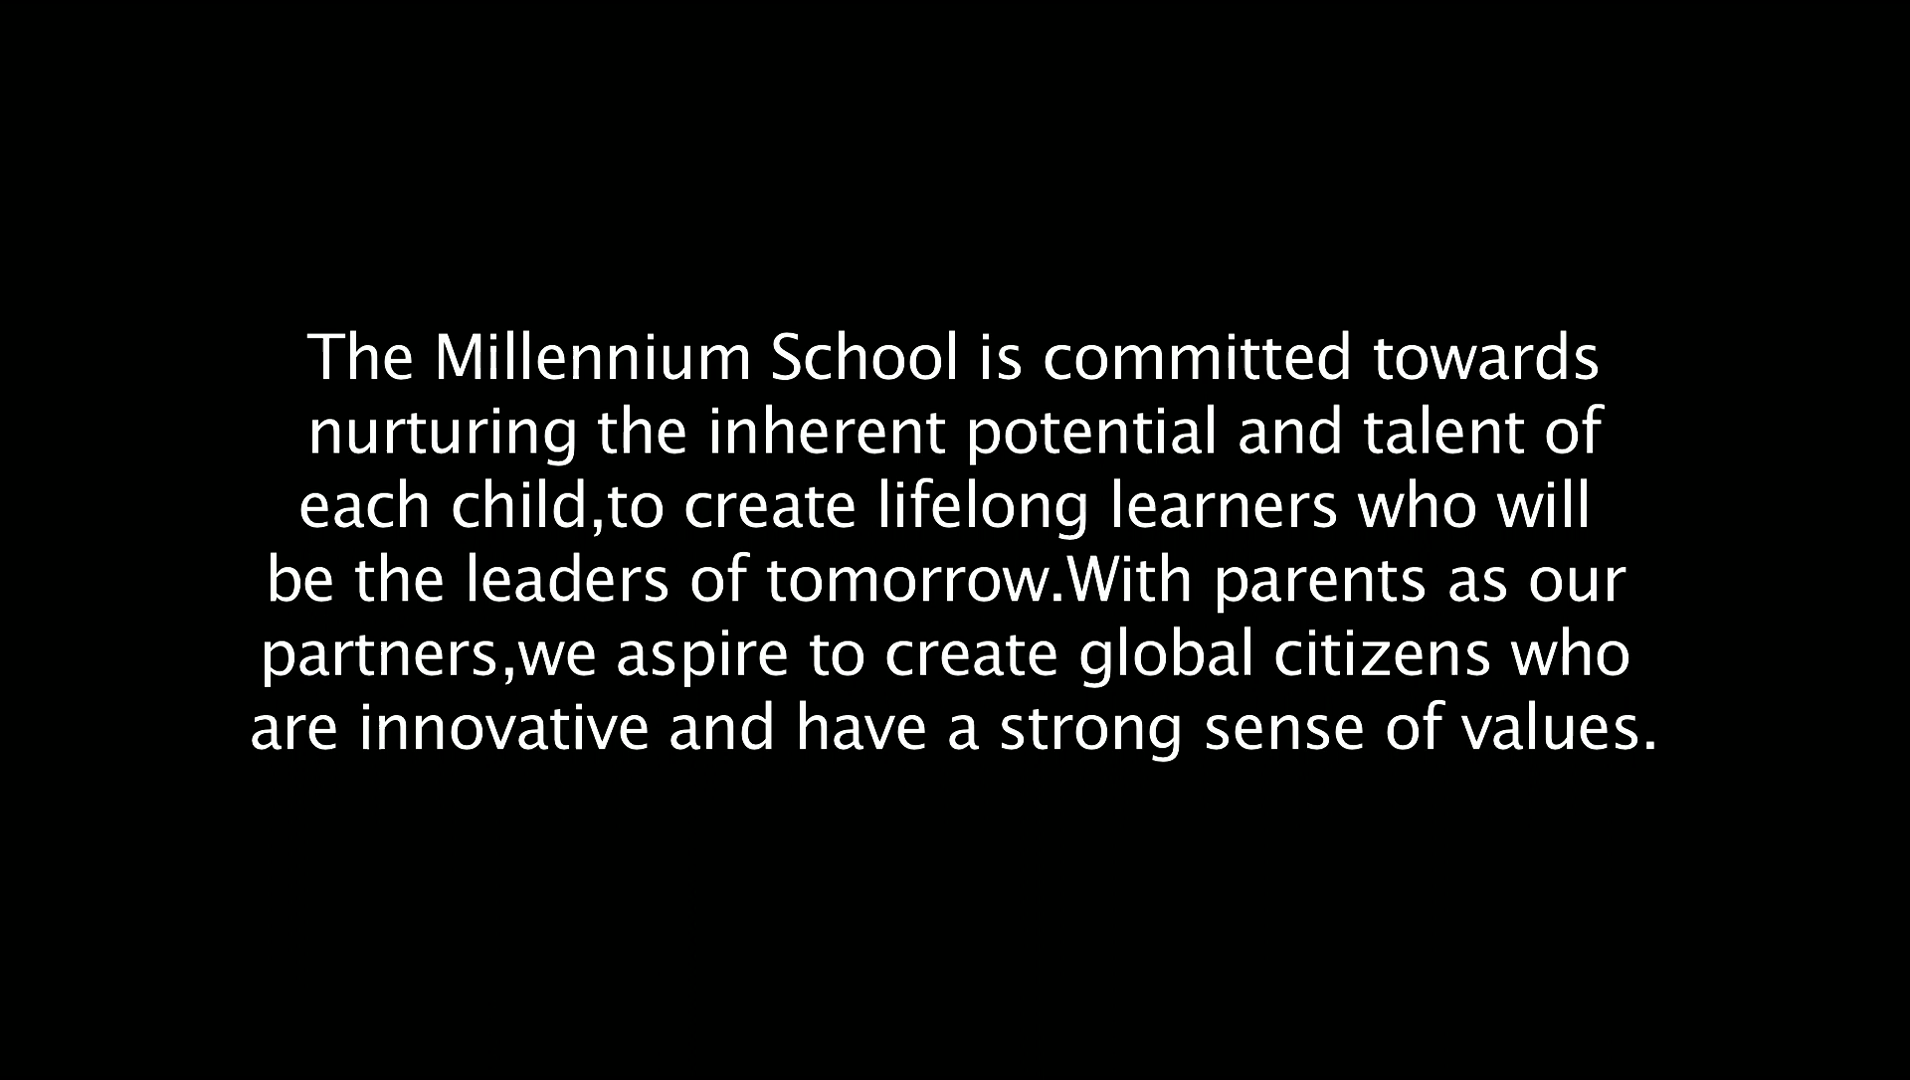 The Millennium School is committed towards
nurturing the inherent potential and talent of
each child,to create lifelong learners who will
be the leaders of tomorrow.With parents as our
partners,we aspire to create global citizens who
are innovative and have a strong sense of values.